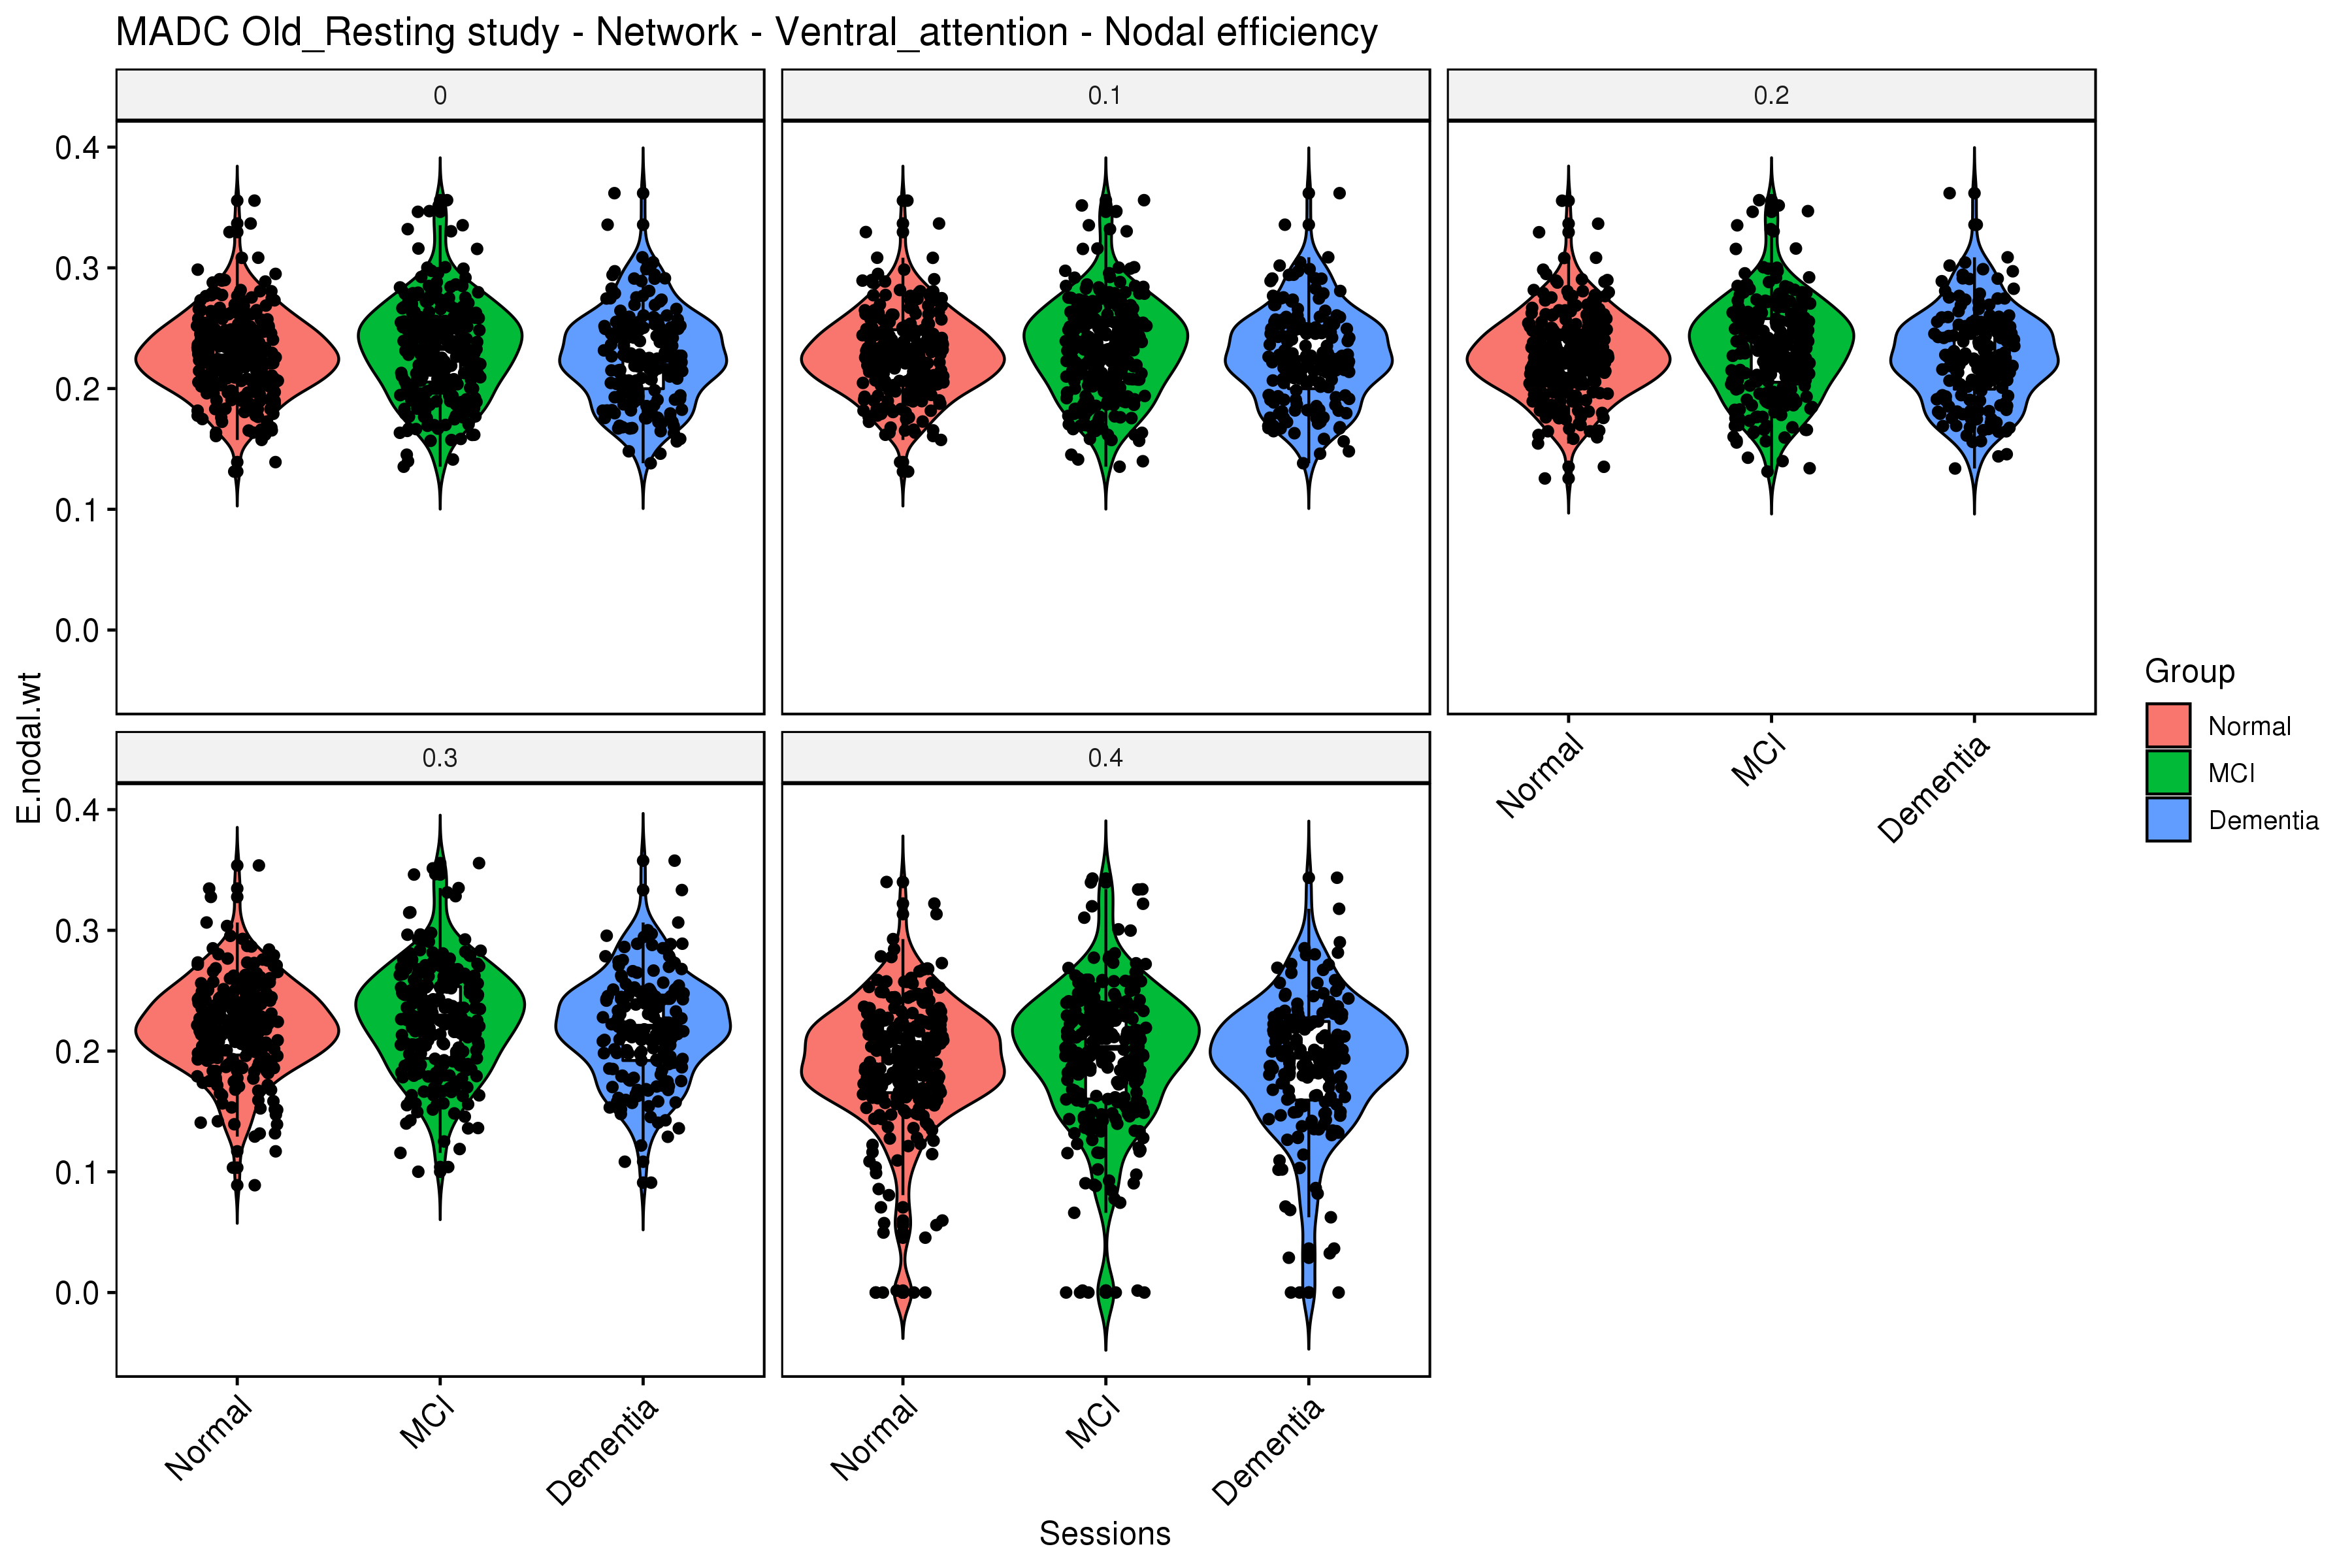 MADC Old_Resting study - Network - Ventral_attention - Nodal efficiency
0
0.1
0.2
0.4
0.3
0.2
0.1
0.0
Normal
MCI
Dementia
0.3
0.4
0.4
0.3
0.2
0.1
0.0
Normal
MCI
Dementia
Normal
MCI
Dementia
E.nodal.wt
Sessions
Group
Normal
MCI
Dementia